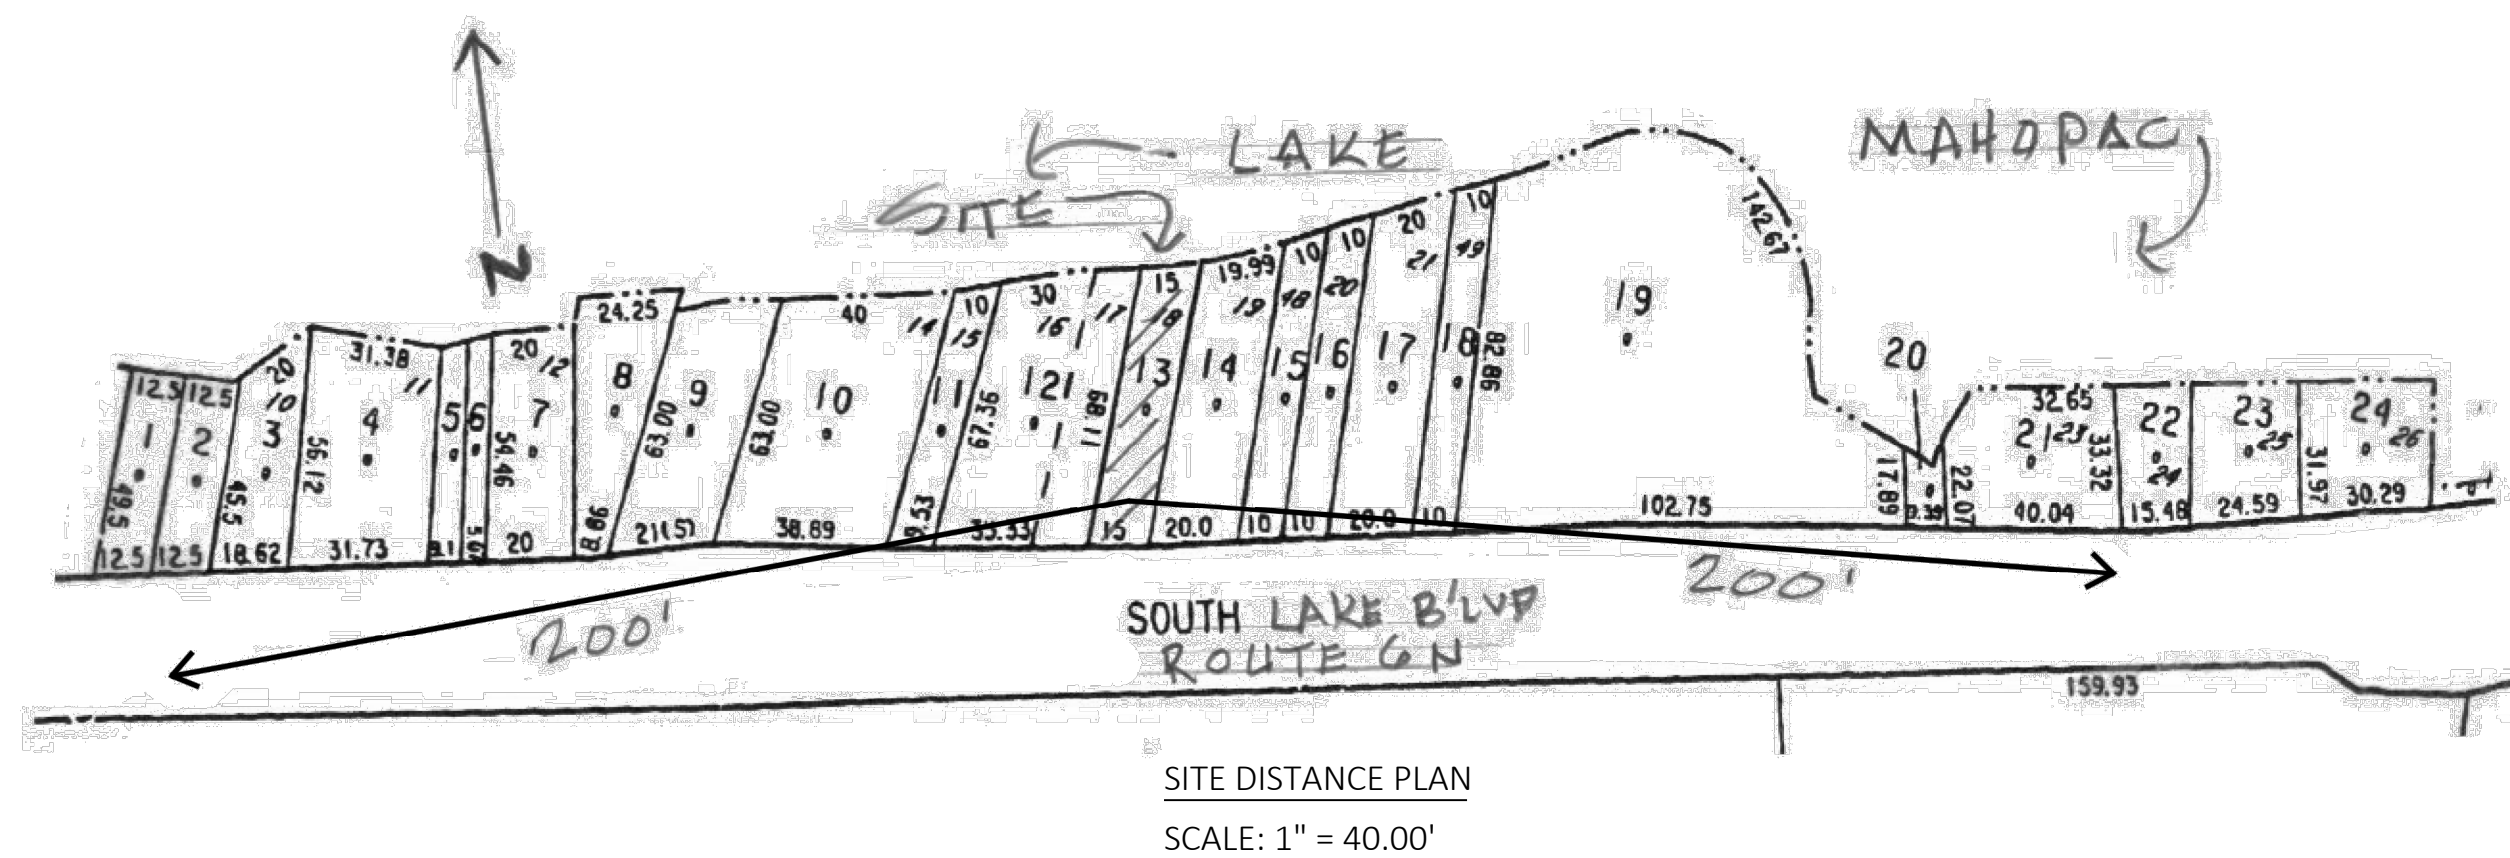 N
LAKE
MAHOPAC
SITE
142.67
12.5 12.5 20 31.38 20 24.25 40 10 30 15 19.99 10 10 20 10
10 11 12 14 15 16 17 18 19 18 20 21 49
1 2 3 4 5 6 7 8 9 10 11 12 13 14 15 16 17 18 19 20 21 22 23 24
32.65
23 24 25 26
49.5 45.5 56.12 54.46 63.00 63.00 67.36 68.11 82.86 17.89 22.07 33.32 31.97
12.5 12.5 18.62 31.73 20 38.89 33.33 15 20.0 10 10 20.0 10 102.75 40.04 15.48 24.59 30.29
200' 200'
SOUTH LAKE B'LVD
ROUTE 6N
159.93
SITE DISTANCE PLAN
SCALE: 1" = 40.00'